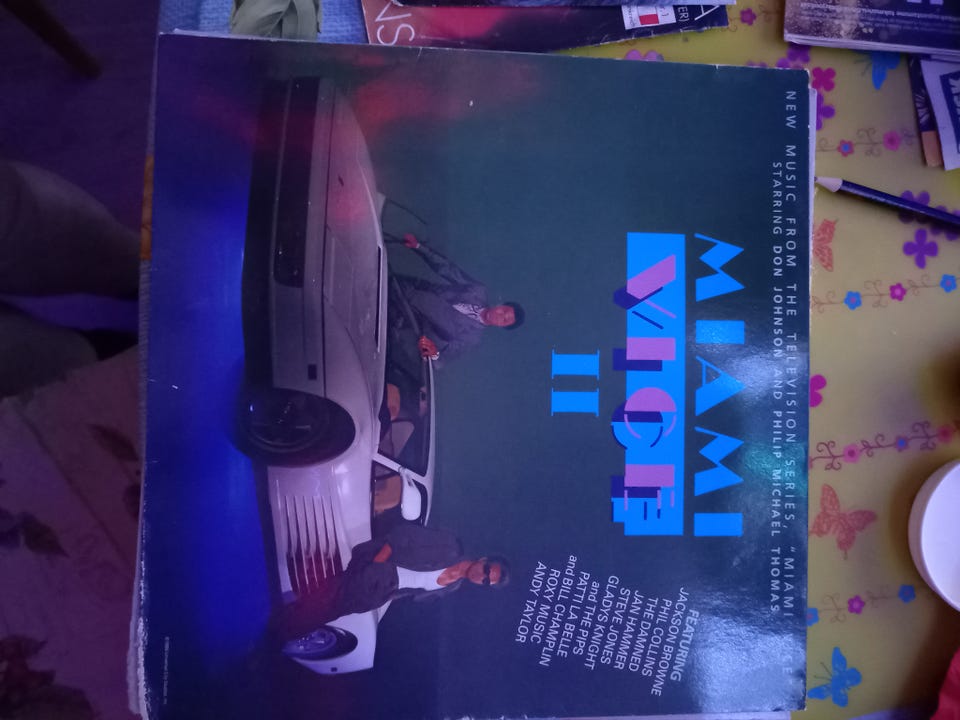 NEW MUSIC FROM THE TELEVISION SERIES, "MIAMI
STARRING DON JOHNSON AND PHILIP MICHAEL THOMAS
MIAMI
VICE
II
FEATURING
JACKSON BROWNE
PHIL COLLINS
THE DAMNED
JAN HAMMER
STEVE JONES
GLADYS KNIGHT
and THE PIPS
PATTI LA BELLE
and BILL CHAMPLIN
ROXY MUSIC
ANDY TAYLOR
NS